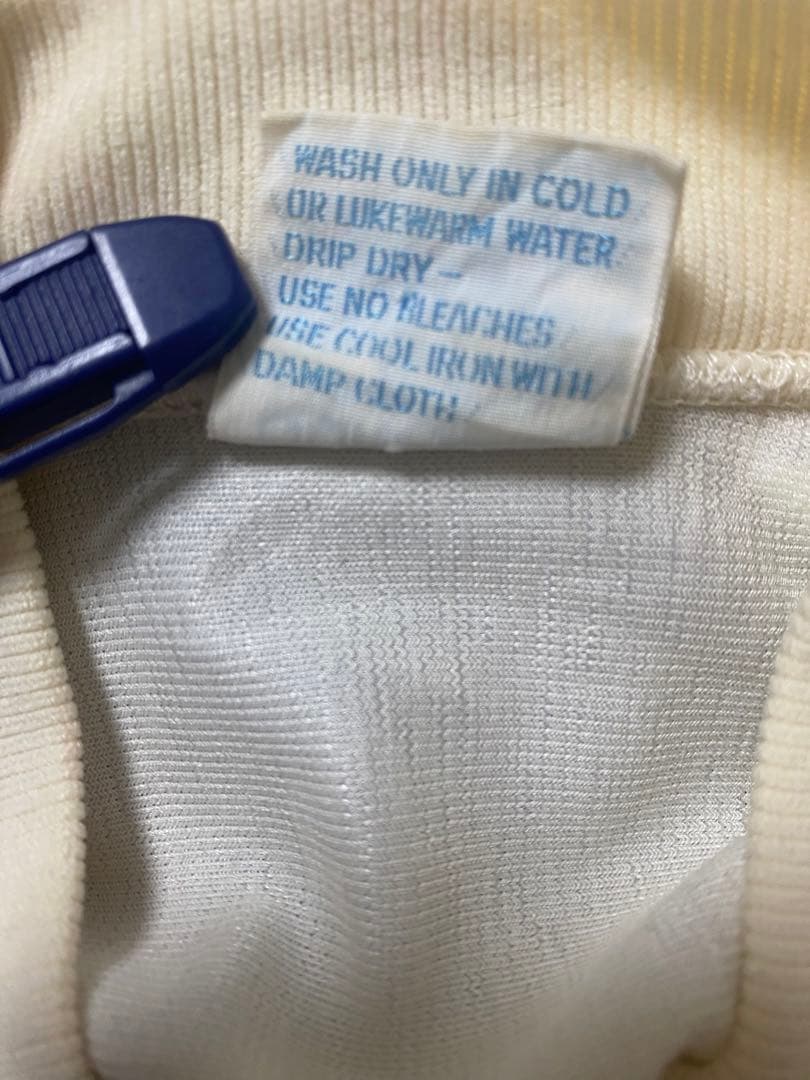 WASH ONLY IN COLD
OR LUKEWARM WATER
DRIP DRY—
USE NO BLEACHES
USE COOL IRON WITH
DAMP CLOTH